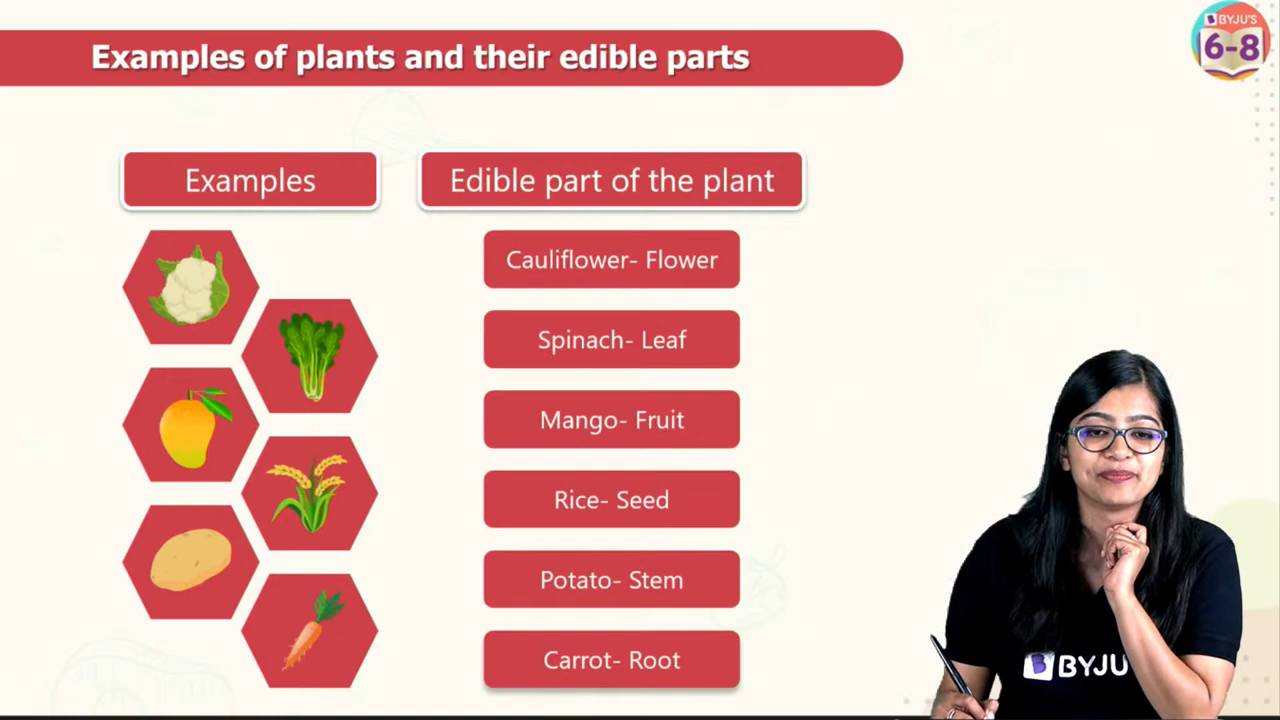 Examples of plants and their edible parts
BYJU'S
6-8
Examples
Edible part of the plant
Cauliflower- Flower
Spinach- Leaf
Mango- Fruit
Rice- Seed
Potato- Stem
Carrot- Root
BYJU